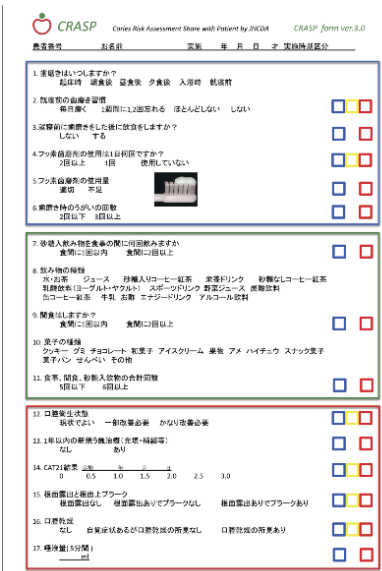 CRASP Caries Risk Assessment Share with Patient by JNCDA CRASP form ver.3.0
患者番号 お名前 実施 年 月 日 才 実施時期区分
1. 歯磨きはいつしますか?
起床時 朝食後 昼食後 夕食後 入浴時 就寝前
2. 就寝前の歯磨き習慣
毎日磨く 1週間に1,2回忘れる ほとんどしない しない
3.就寝前に歯磨きをした後に飲食をしますか?
しない する
4.フッ素歯磨剤の使用は1日何回ですか?
2回以上 1回 使用していない
5.フッ素歯磨剤の使用量
適切 不足
6.歯磨き時のうがいの回数
2回以下 3回以上
7. 砂糖入飲み物を食事の間に何回飲みますか
食間に1回以内 食間に2回以上
8. 飲み物の種類
水・お茶 ジュース 砂糖入りコーヒー紅茶 栄養ドリンク 砂糖なしコーヒー紅茶
乳酸飲料(ヨーグルト・ヤクルト) スポーツドリンク 野菜ジュース 炭酸飲料
缶コーヒー紅茶 牛乳 お酢 エナジードリンク アルコール飲料
9. 間食はしますか?
食間に1回以内 食間に2回以上
10. 菓子の種類
クッキー グミ チョコレート 和菓子 アイスクリーム 果物 アメ ハイチュウ スナック菓子
菓子パン せんべい その他
11. 食事、間食、砂糖入飲物の合計回数
5回以下 6回以上
12. 口腔衛生状態
現状でよい 一部改善必要 かなり改善必要
13. 1年以内の新規う蝕治療(充填・補綴等)
なし あり
14. CAT21結果
0 0.5 1.0 1.5 2.0 2.5 3.0
15. 根面露出と根面上プラーク
根面露出なし 根面露出ありでプラークなし 根面露出ありでプラークあり
16. 口腔乾燥
なし 自覚症状あるが口腔乾燥の所見なし 口腔乾燥の所見あり
17. 唾液量(5分間)
ml